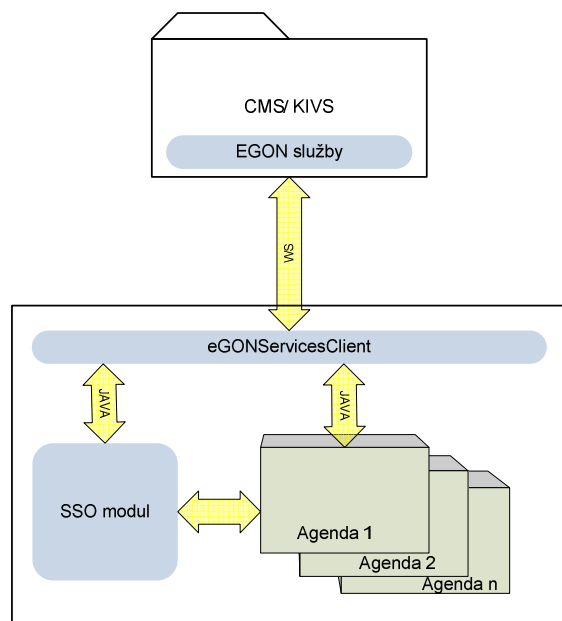 CMS/ KIVS
EGON služby
WS
eGONServicesClient
JAVA
JAVA
SSO modul
Agenda 1
Agenda 2
Agenda n